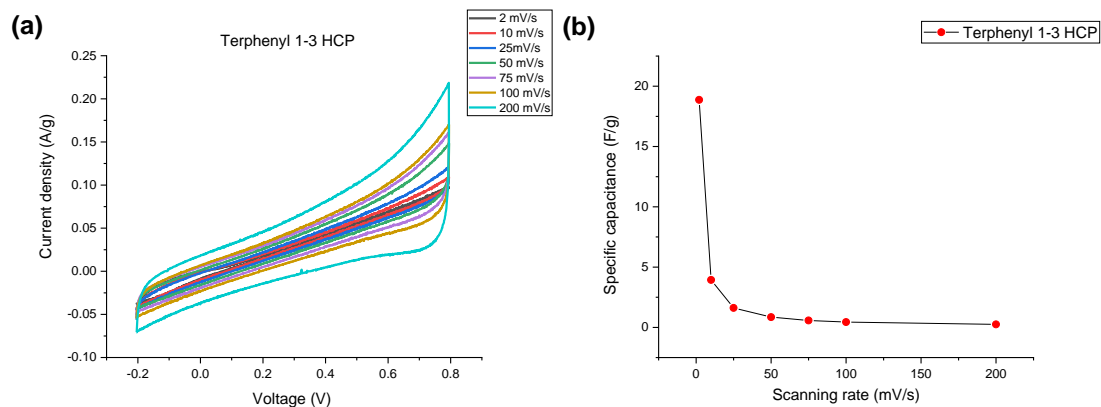 (a)
Terphenyl 1-3 HCP
2 mV/s
10 mV/s
25mV/s
50 mV/s
75 mV/s
100 mV/s
200 mV/s
0.25
0.20
0.15
0.10
0.05
0.00
-0.05
-0.10
Current density (A/g)
-0.2 0.0 0.2 0.4 0.6 0.8
Voltage (V)
(b)
Terphenyl 1-3 HCP
20
15
10
5
0
Specific capacitance (F/g)
0 50 100 150 200
Scanning rate (mV/s)